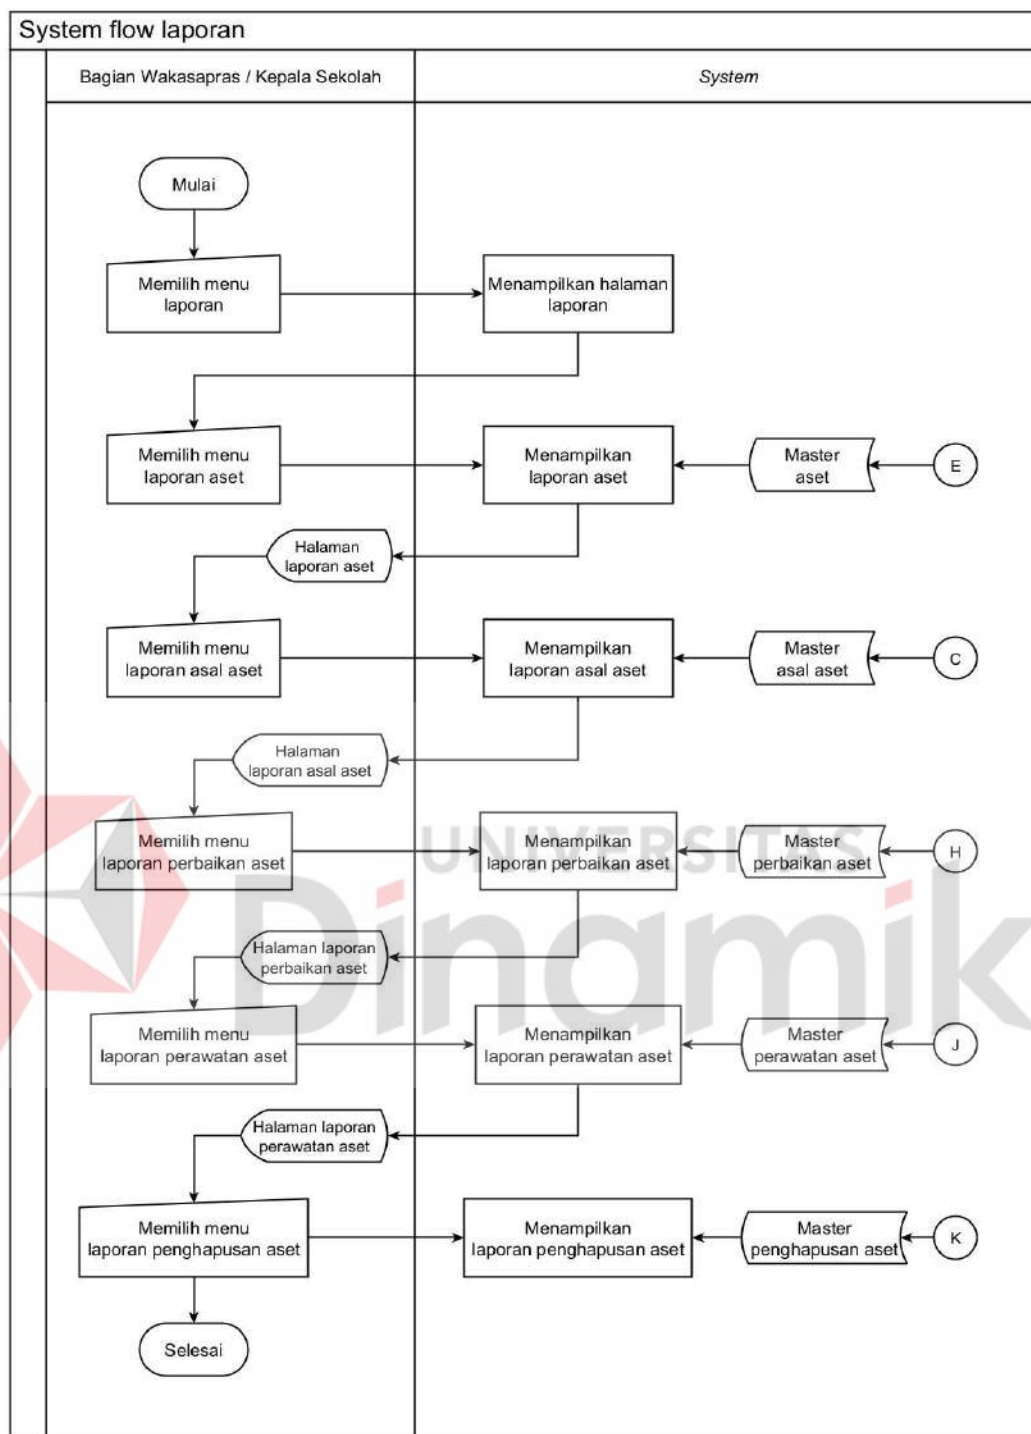 System flow laporan
Bagian Wakasapras / Kepala Sekolah
System
Mulai
Memilih menu
laporan
Menampilkan halaman
laporan
Memilih menu
laporan aset
Menampilkan
laporan aset
Master
aset
E
Halaman
laporan aset
Memilih menu
laporan asal aset
Menampilkan
laporan asal aset
Master
asal aset
C
Halaman
laporan asal aset
Memilih menu
laporan perbaikan aset
Menampilkan
laporan perbaikan aset
Master
perbaikan aset
H
UNIVERSITAS
Dinamik
Halaman laporan
perbaikan aset
Memilih menu
laporan perawatan aset
Menampilkan
laporan perawatan aset
Master
perawatan aset
J
Halaman laporan
perawatan aset
Memilih menu
laporan penghapusan aset
Menampilkan
laporan penghapusan aset
Master
penghapusan aset
K
Selesai